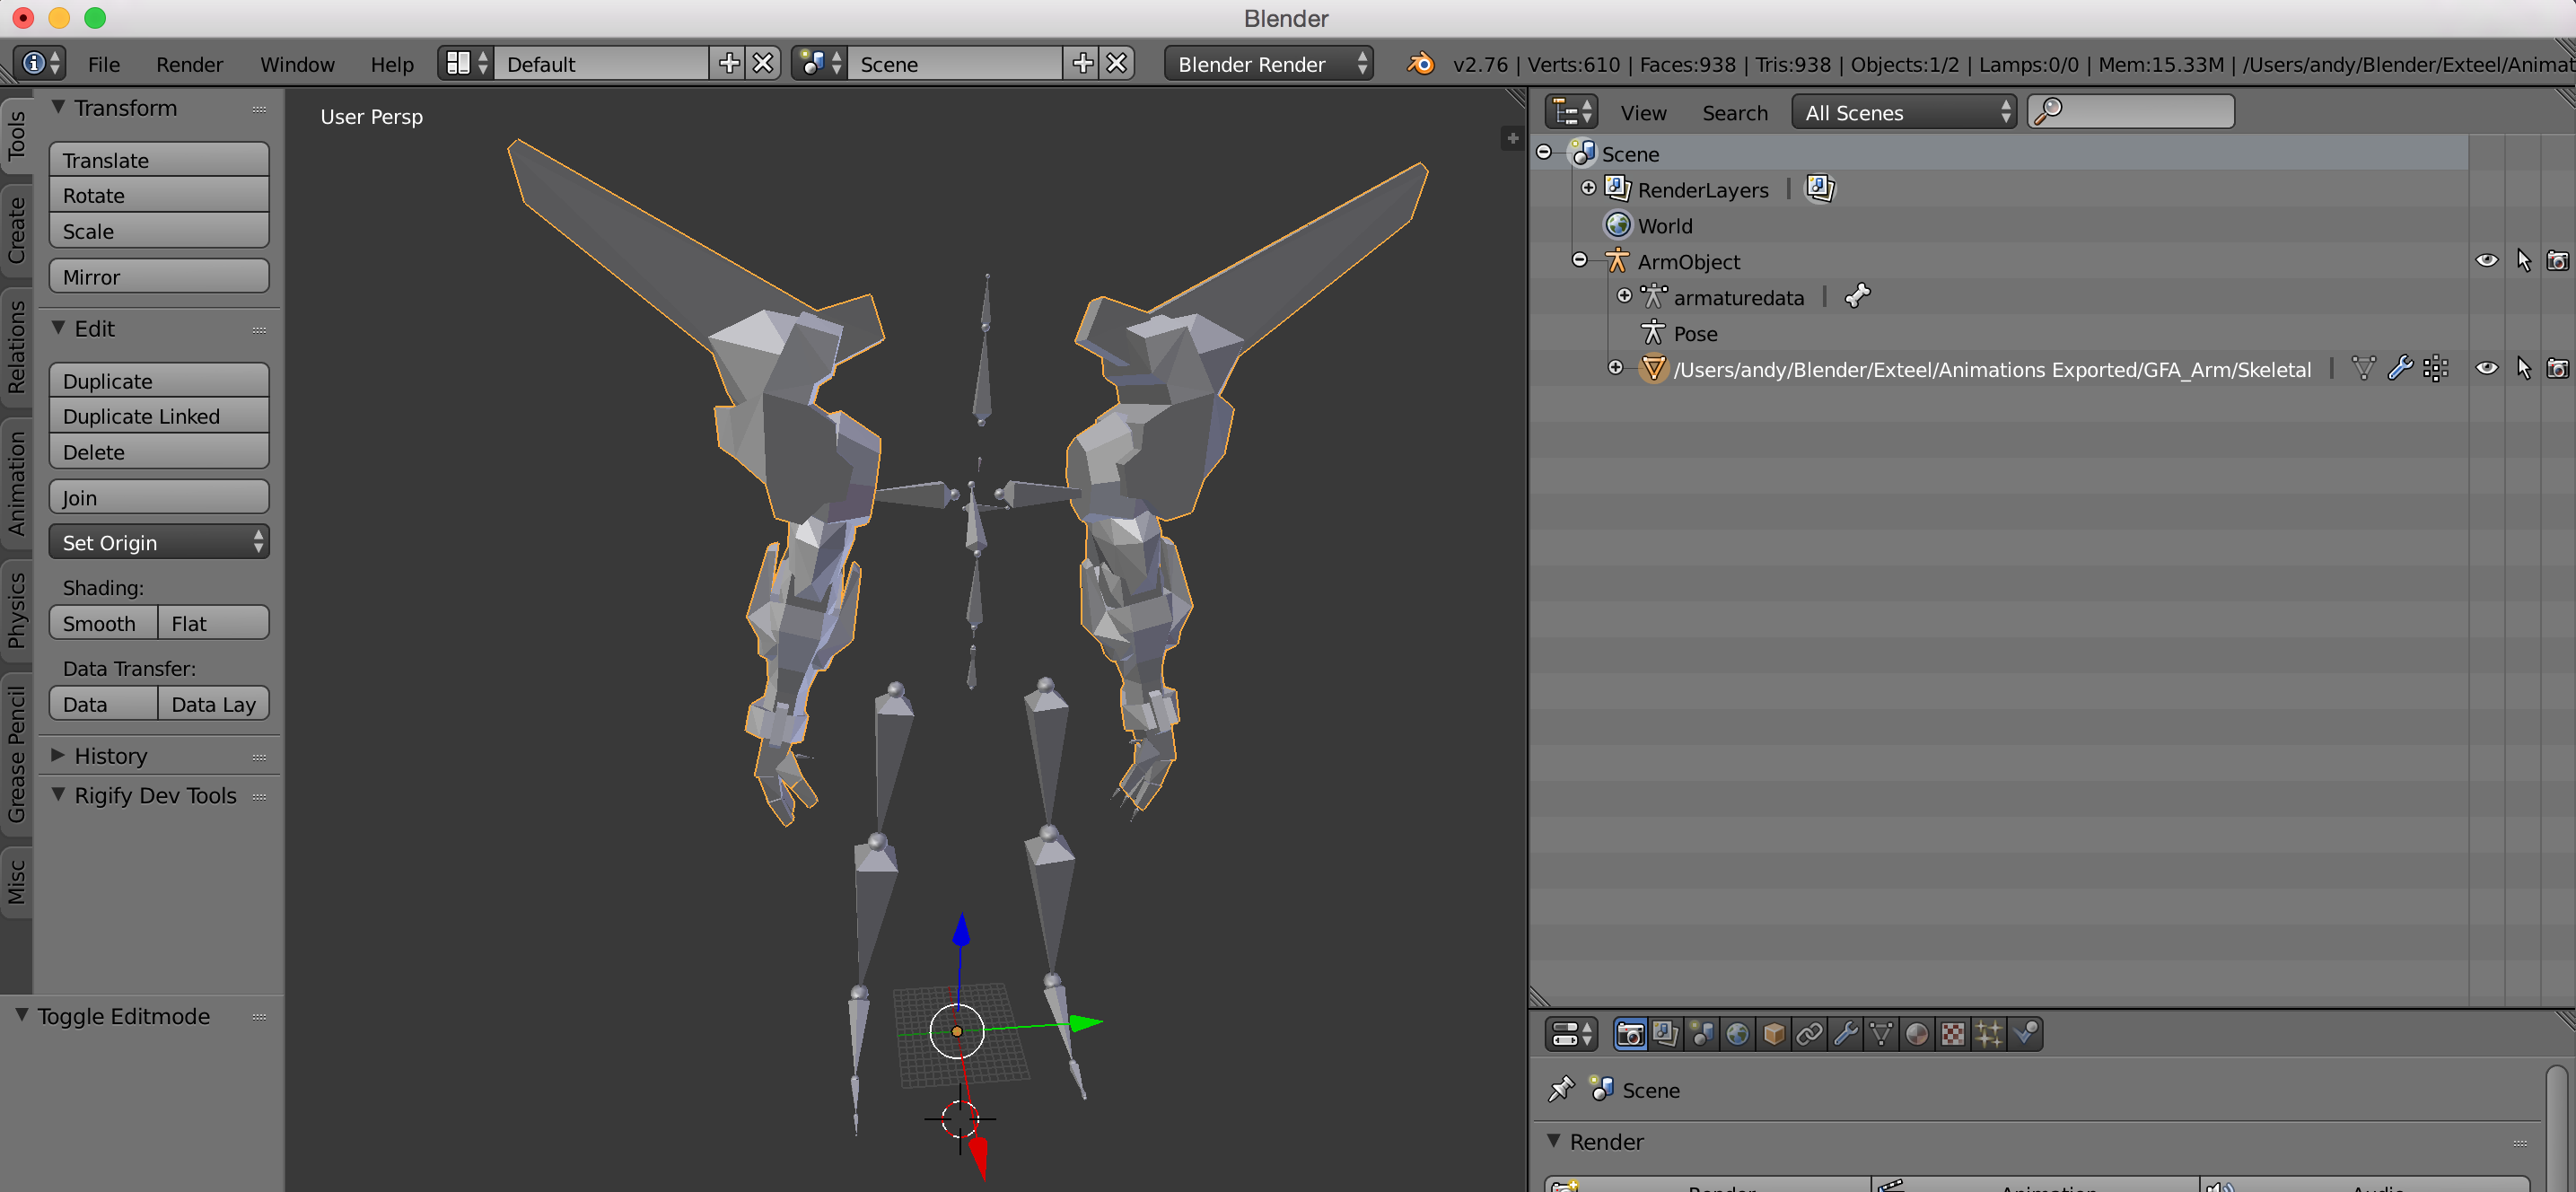 Blender
File Render Window Help Default Scene Blender Render v2.76 | Verts:610 | Faces:938 | Tris:938 | Objects:1/2 | Lamps:0/0 | Mem:15.33M | /Users/andy/Blender/Exteel/Animat
Tools
Create
Relations
Animation
Physics
Grease Pencil
Misc
Transform
Translate
Rotate
Scale
Mirror
Edit
Duplicate
Duplicate Linked
Delete
Join
Set Origin
Shading:
Smooth Flat
Data Transfer:
Data Data Lay
History
Rigify Dev Tools
Toggle Editmode
User Persp
View Search All Scenes
Scene
RenderLayers |
World
ArmObject
armaturedata |
Pose
/Users/andy/Blender/Exteel/Animations Exported/GFA_Arm/Skeletal |
Scene
Render
Render Animation Audio